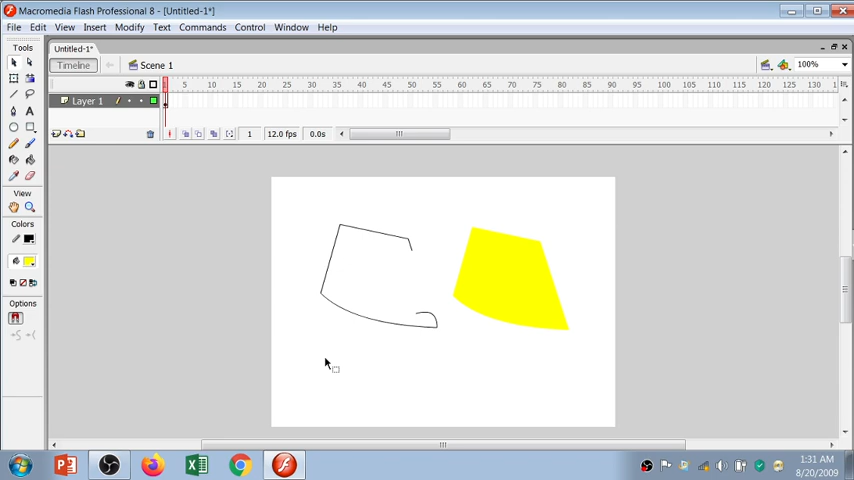 Macromedia Flash Professional 8 - [Untitled-1*]
File Edit View Insert Modify Text Commands Control Window Help
Tools
Untitled-1*
Timeline Scene 1 100%
1 5 10 15 20 25 30 35 40 45 50 55 60 65 70 75 80 85 90 95 100 105 110 115 120 125 130 1
Layer 1
1 12.0 fps 0.0s
A
View
Colors
Options
1:31 AM
8/20/2009